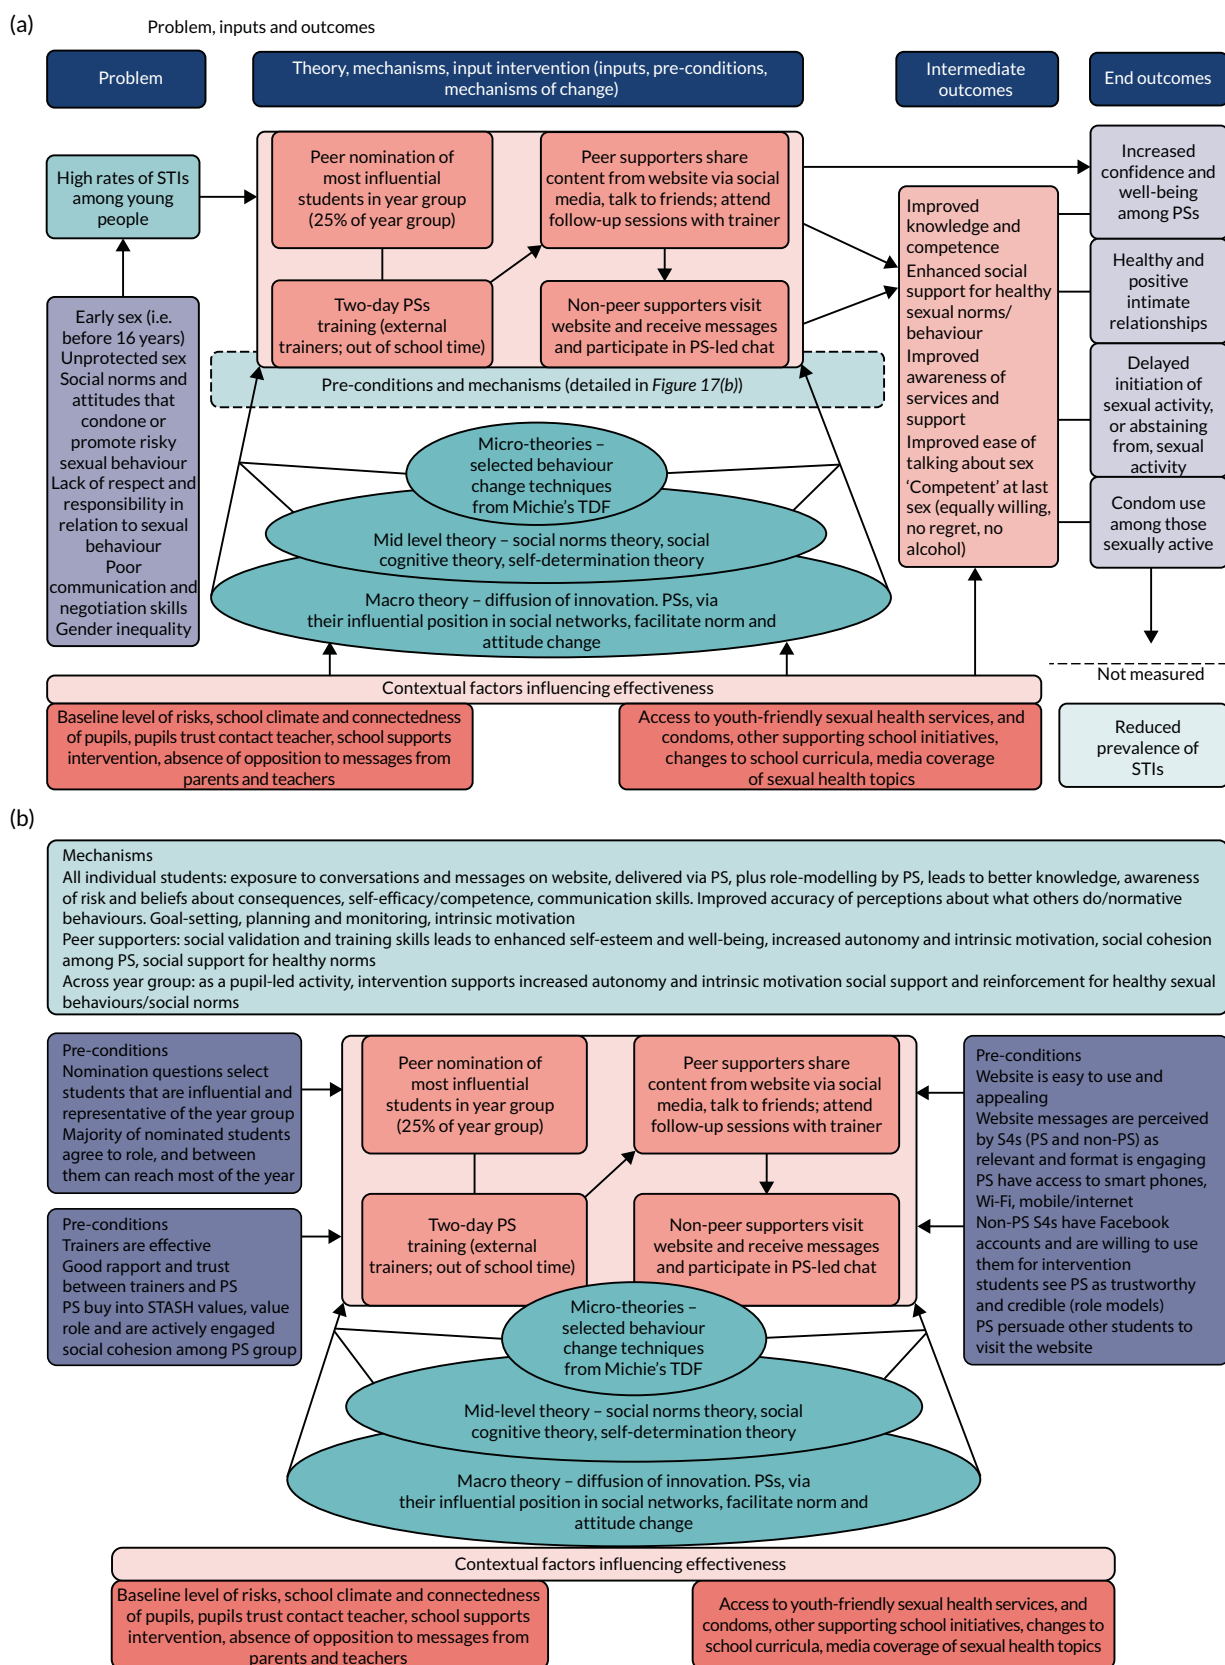 (a)
Problem, inputs and outcomes
Problem
Theory, mechanisms, input intervention (inputs, pre-conditions,
mechanisms of change)
Intermediate
outcomes
End outcomes
High rates of STIs
among young
people
Early sex (i.e.
before 16 years)
Unprotected sex
Social norms and
attitudes that
condone or
promote risky
sexual behaviour
Lack of respect and
responsibility in
relation to sexual
behaviour
Poor
communication and
negotiation skills
Gender inequality
Peer nomination of
most influential
students in year group
(25% of year group)
Two-day PSs
training (external
trainers; out of school time)
Peer supporters share
content from website via social
media, talk to friends; attend
follow-up sessions with trainer
Non-peer supporters visit
website and receive messages
and participate in PS-led chat
Pre-conditions and mechanisms (detailed in Figure 17(b))
Micro-theories –
selected behaviour
change techniques
from Michie's TDF
Mid level theory – social norms theory, social
cognitive theory, self-determination theory
Macro theory – diffusion of innovation. PSs, via
their influential position in social networks, facilitate norm and
attitude change
Improved
knowledge and
competence
Enhanced social
support for healthy
sexual norms/
behaviour
Improved
awareness of
services and
support
Improved ease of
talking about sex
'Competent' at last
sex (equally willing,
no regret, no
alcohol)
Increased
confidence and
well-being
among PSs
Healthy and
positive
intimate
relationships
Delayed
initiation of
sexual activity,
or abstaining
from, sexual
activity
Condom use
among those
sexually active
Not measured
Reduced
prevalence of
STIs
Contextual factors influencing effectiveness
Baseline level of risks, school climate and connectedness
of pupils, pupils trust contact teacher, school supports
intervention, absence of opposition to messages from
parents and teachers
Access to youth-friendly sexual health services, and
condoms, other supporting school initiatives,
changes to school curricula, media coverage
of sexual health topics
(b)
Mechanisms
All individual students: exposure to conversations and messages on website, delivered via PS, plus role-modelling by PS, leads to better knowledge, awareness
of risk and beliefs about consequences, self-efficacy/competence, communication skills. Improved accuracy of perceptions about what others do/normative
behaviours. Goal-setting, planning and monitoring, intrinsic motivation
Peer supporters: social validation and training skills leads to enhanced self-esteem and well-being, increased autonomy and intrinsic motivation, social cohesion
among PS, social support for healthy norms
Across year group: as a pupil-led activity, intervention supports increased autonomy and intrinsic motivation social support and reinforcement for healthy sexual
behaviours/social norms
Pre-conditions
Nomination questions select
students that are influential and
representative of the year group
Majority of nominated students
agree to role, and between
them can reach most of the year
Pre-conditions
Trainers are effective
Good rapport and trust
between trainers and PS
PS buy into STASH values, value
role and are actively engaged
social cohesion among PS group
Peer nomination of
most influential
students in year group
(25% of year group)
Two-day PS
training (external
trainers; out of school time)
Peer supporters share
content from website via social
media, talk to friends; attend
follow-up sessions with trainer
Non-peer supporters visit
website and receive messages
and participate in PS-led chat
Pre-conditions
Website is easy to use and
appealing
Website messages are perceived
by S4s (PS and non-PS) as
relevant and format is engaging
PS have access to smart phones,
Wi-Fi, mobile/internet
Non-PS S4s have Facebook
accounts and are willing to use
them for intervention
students see PS as trustworthy
and credible (role models)
PS persuade other students to
visit the website
Micro-theories –
selected behaviour
change techniques
from Michie's TDF
Mid-level theory – social norms theory, social
cognitive theory, self-determination theory
Macro theory – diffusion of innovation. PSs, via
their influential position in social networks, facilitate norm and
attitude change
Contextual factors influencing effectiveness
Baseline level of risks, school climate and connectedness
of pupils, pupils trust contact teacher, school supports
intervention, absence of opposition to messages from
parents and teachers
Access to youth-friendly sexual health services, and
condoms, other supporting school initiatives, changes to
school curricula, media coverage of sexual health topics